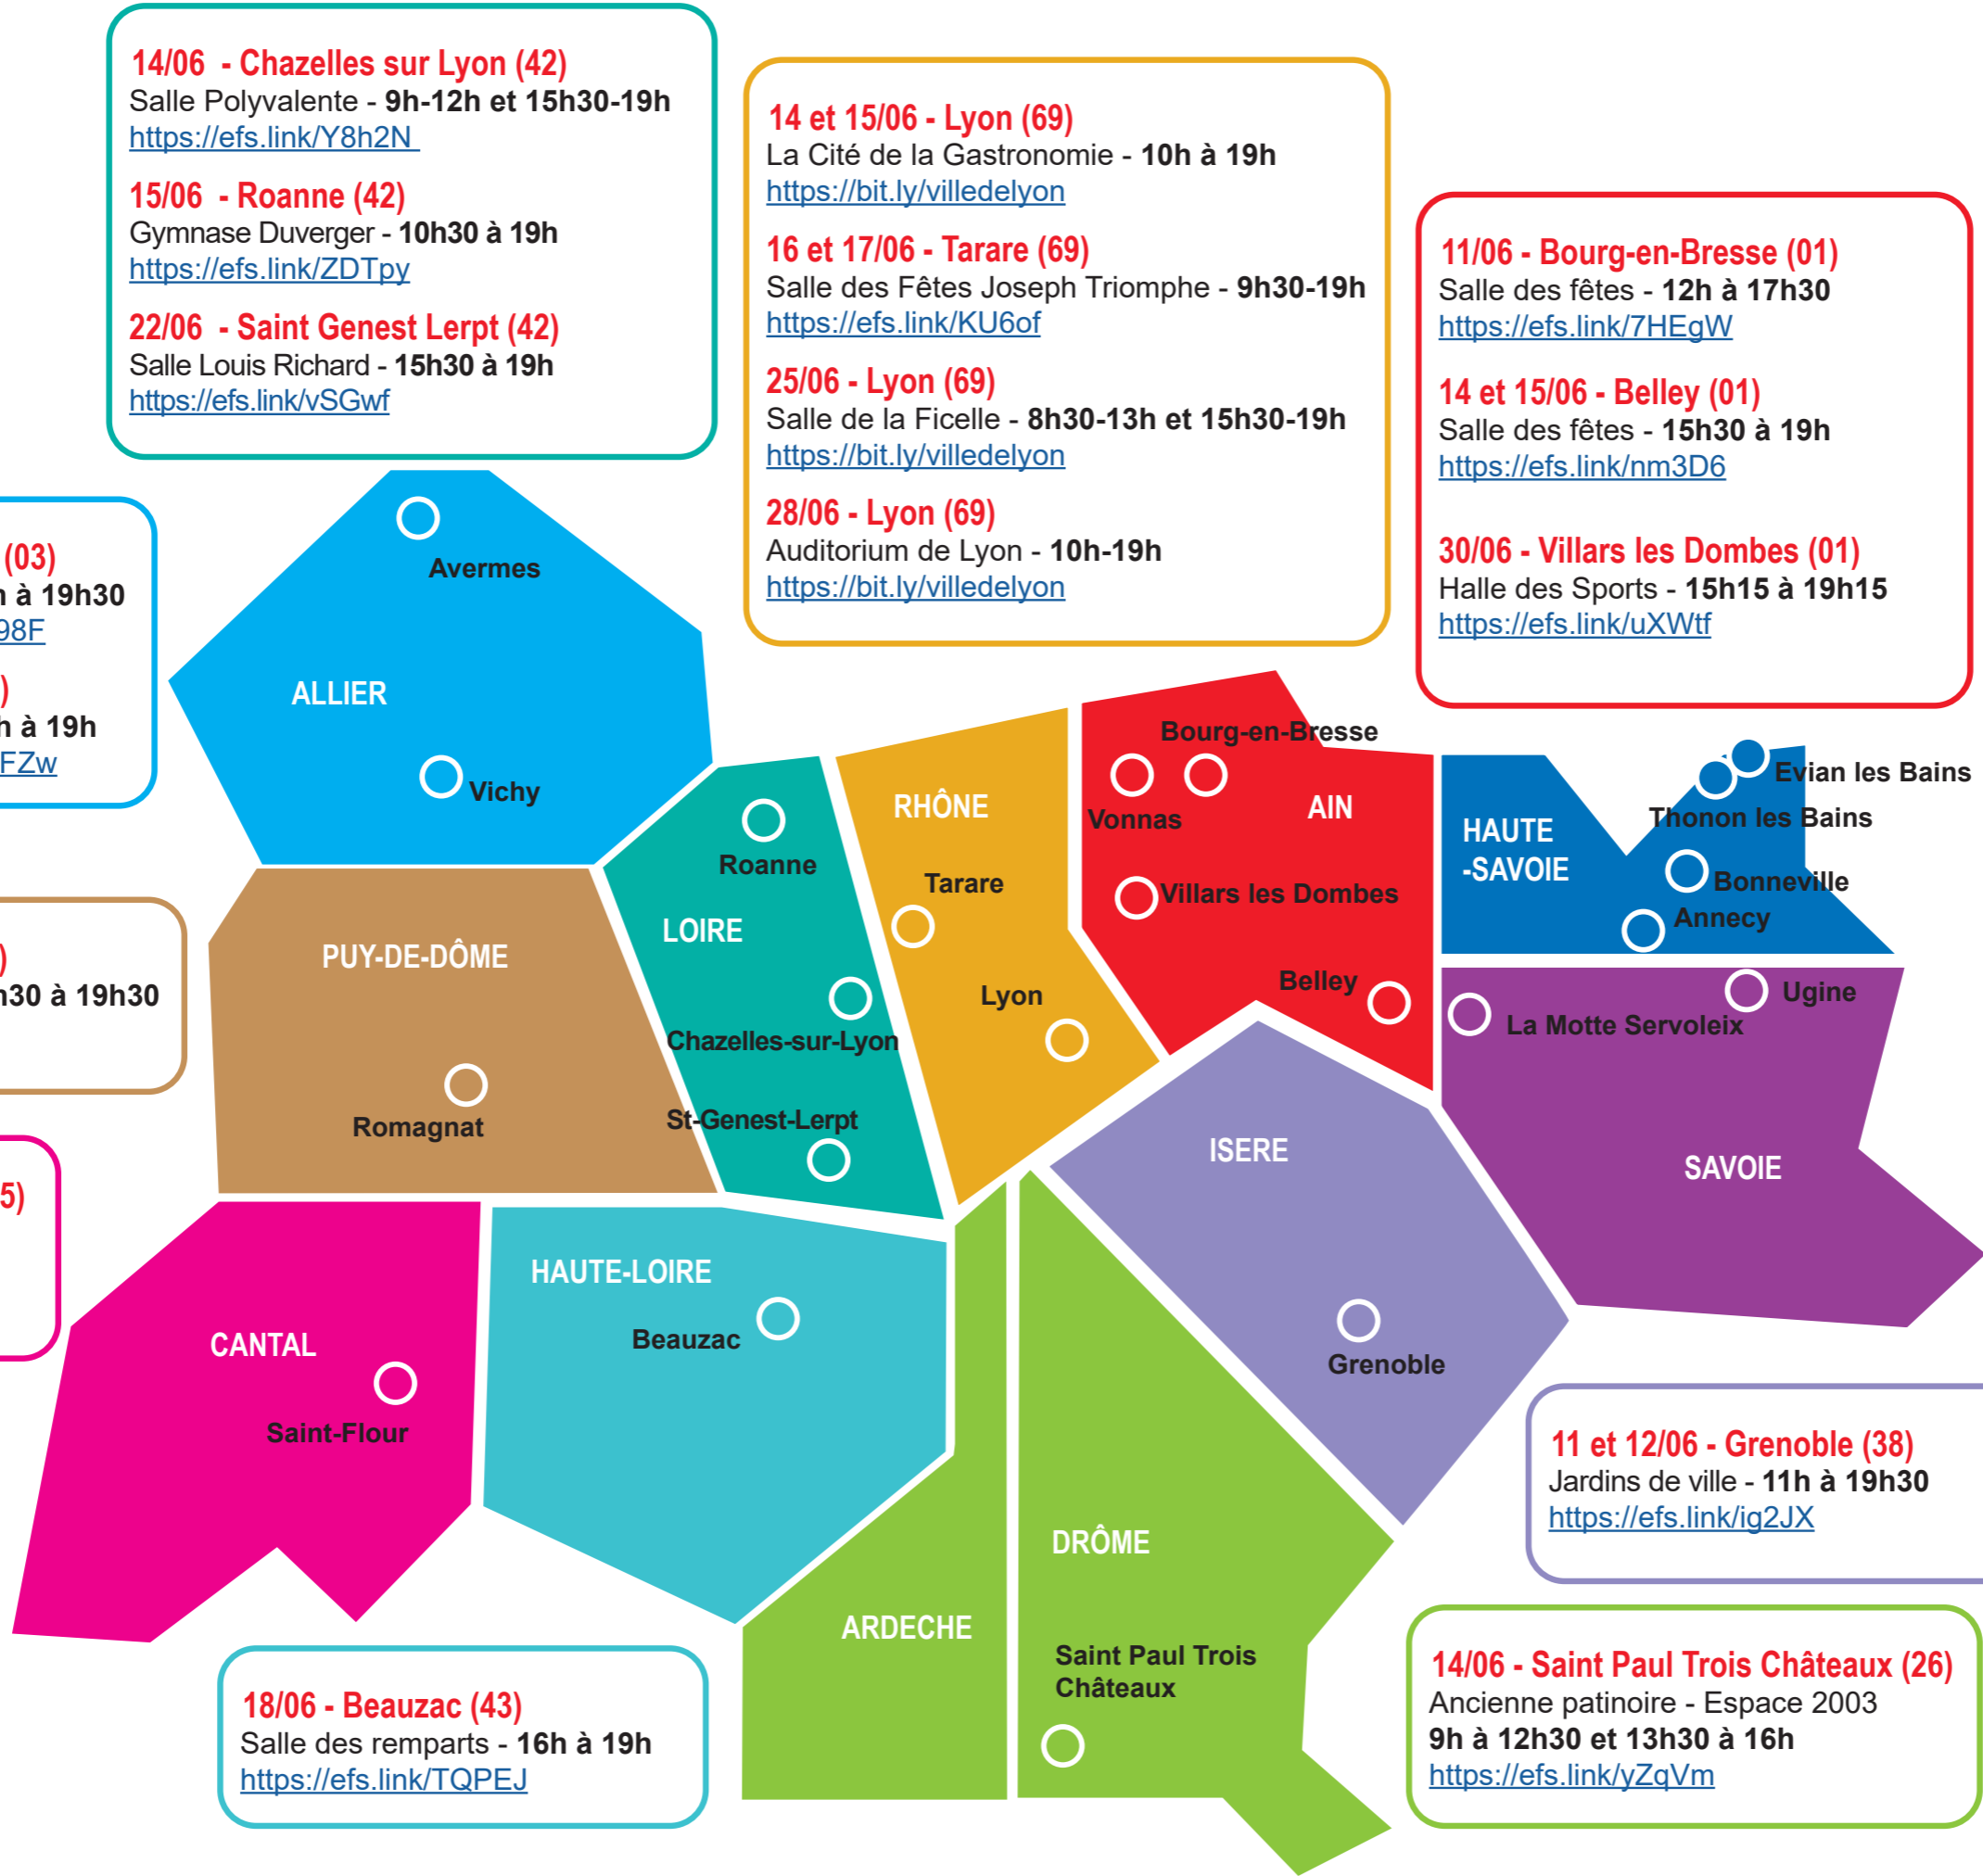 14/06 - Chazelles sur Lyon (42)
Salle Polyvalente - 9h-12h et 15h30-19h
https://efs.link/Y8h2N
15/06 - Roanne (42)
Gymnase Duverger - 10h30 à 19h
https://efs.link/ZDTpy
22/06 - Saint Genest Lerpt (42)
Salle Louis Richard - 15h30 à 19h
https://efs.link/vSGwf
14 et 15/06 - Lyon (69)
La Cité de la Gastronomie - 10h à 19h
https://bit.ly/villedelyon
16 et 17/06 - Tarare (69)
Salle des Fêtes Joseph Triomphe - 9h30-19h
https://efs.link/KU6of
25/06 - Lyon (69)
Salle de la Ficelle - 8h30-13h et 15h30-19h
https://bit.ly/villedelyon
28/06 - Lyon (69)
Auditorium de Lyon - 10h-19h
https://bit.ly/villedelyon
11/06 - Bourg-en-Bresse (01)
Salle des fêtes - 12h à 17h30
https://efs.link/7HEgW
14 et 15/06 - Belley (01)
Salle des fêtes - 15h30 à 19h
https://efs.link/nm3D6
30/06 - Villars les Dombes (01)
Halle des Sports - 15h15 à 19h15
https://efs.link/uXWtf
(03)
à 19h30
98F
)
h à 19h
FZw
)
h30 à 19h30
5)
Avermes
ALLIER
Vichy
Roanne
LOIRE
Chazelles-sur-Lyon
St-Genest-Lerpt
RHÔNE
Tarare
Lyon
Bourg-en-Bresse
Vonnas
AIN
Villars les Dombes
Belley
HAUTE
-SAVOIE
Evian les Bains
Thonon les Bains
Bonneville
Annecy
Ugine
La Motte Servoleix
SAVOIE
PUY-DE-DÔME
Romagnat
ISERE
Grenoble
CANTAL
Saint-Flour
HAUTE-LOIRE
Beauzac
ARDECHE
DRÔME
Saint Paul Trois
Châteaux
11 et 12/06 - Grenoble (38)
Jardins de ville - 11h à 19h30
https://efs.link/ig2JX
18/06 - Beauzac (43)
Salle des remparts - 16h à 19h
https://efs.link/TQPEJ
14/06 - Saint Paul Trois Châteaux (26)
Ancienne patinoire - Espace 2003
9h à 12h30 et 13h30 à 16h
https://efs.link/yZqVm